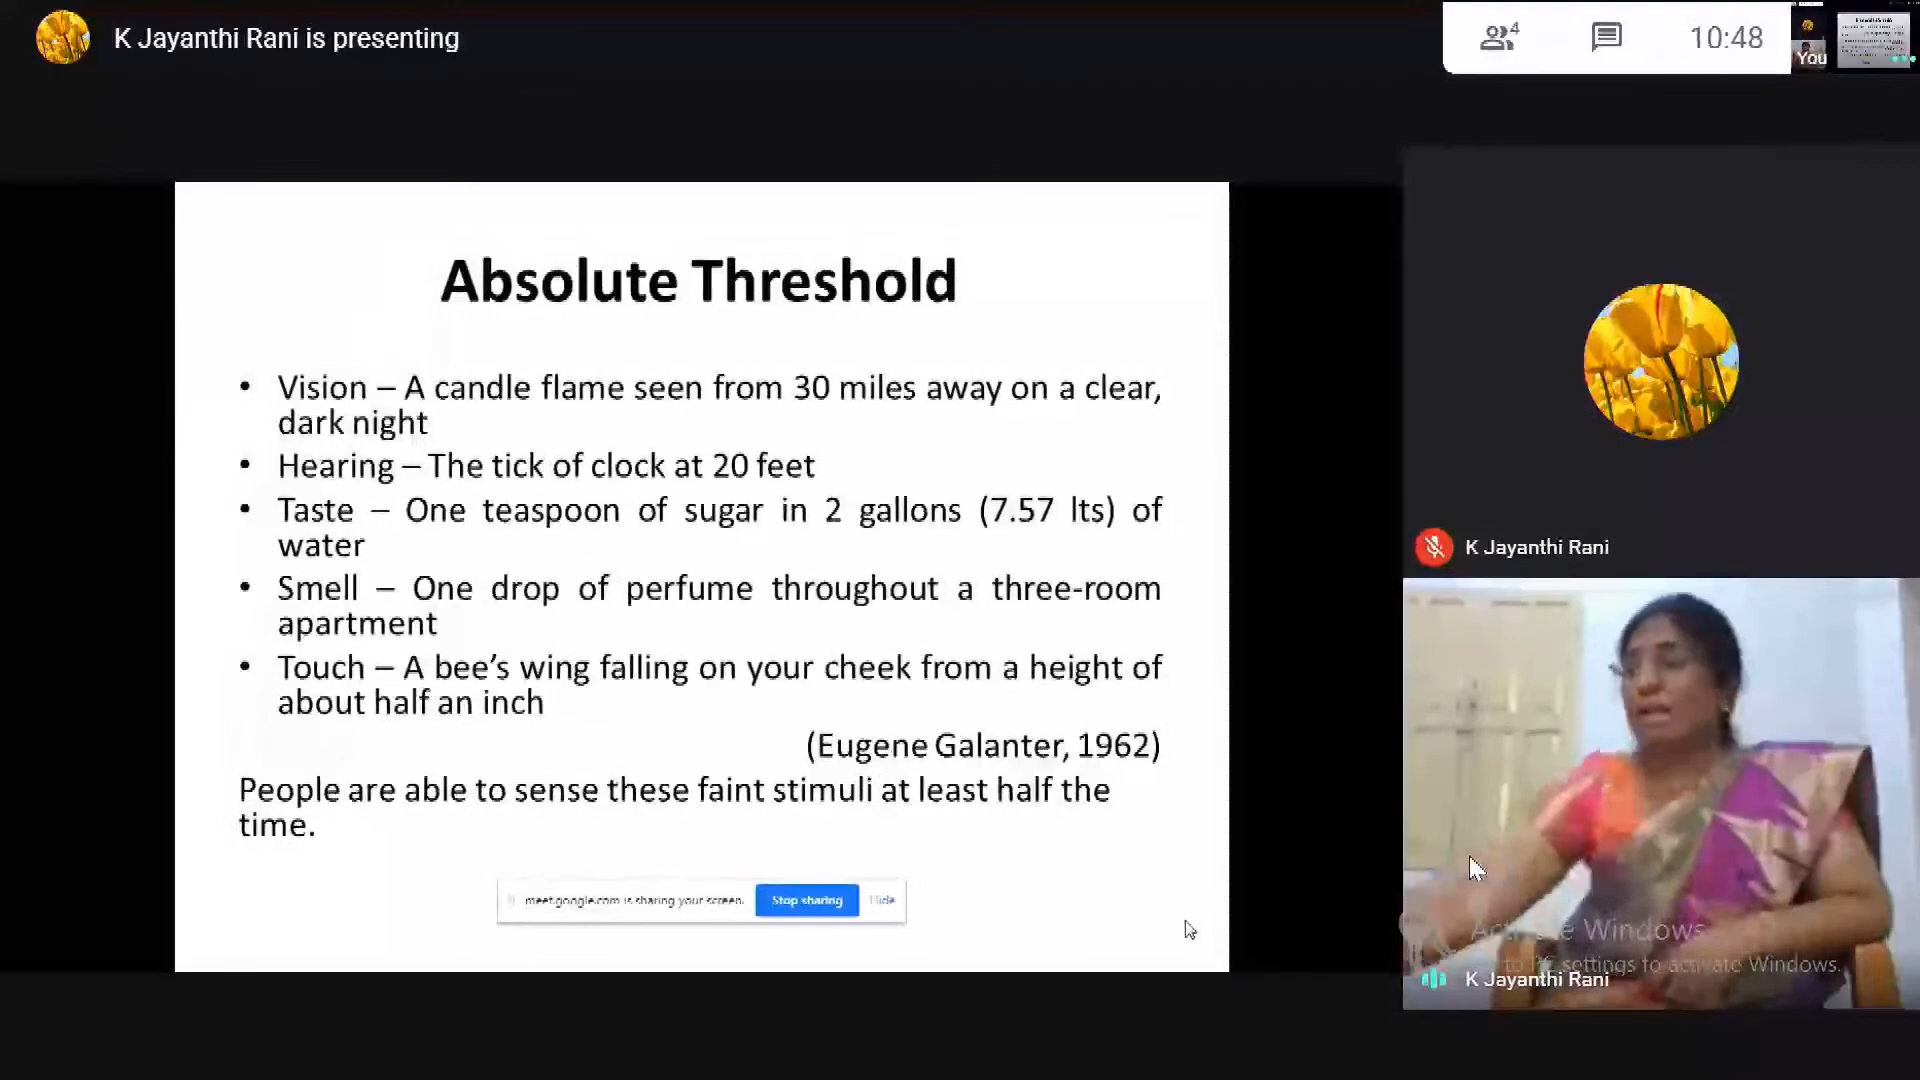 K Jayanthi Rani is presenting
4
10:48
You
Absolute Threshold
• Vision – A candle flame seen from 30 miles away on a clear,
dark night
• Hearing – The tick of clock at 20 feet
• Taste – One teaspoon of sugar in 2 gallons (7.57 lts) of
water
• Smell – One drop of perfume throughout a three-room
apartment
• Touch – A bee’s wing falling on your cheek from a height of
about half an inch
(Eugene Galanter, 1962)
People are able to sense these faint stimuli at least half the
time.
meet.google.com is sharing your screen. Stop sharing Hide
K Jayanthi Rani
Activate Windows
to PC settings to activate Windows.
K Jayanthi Rani